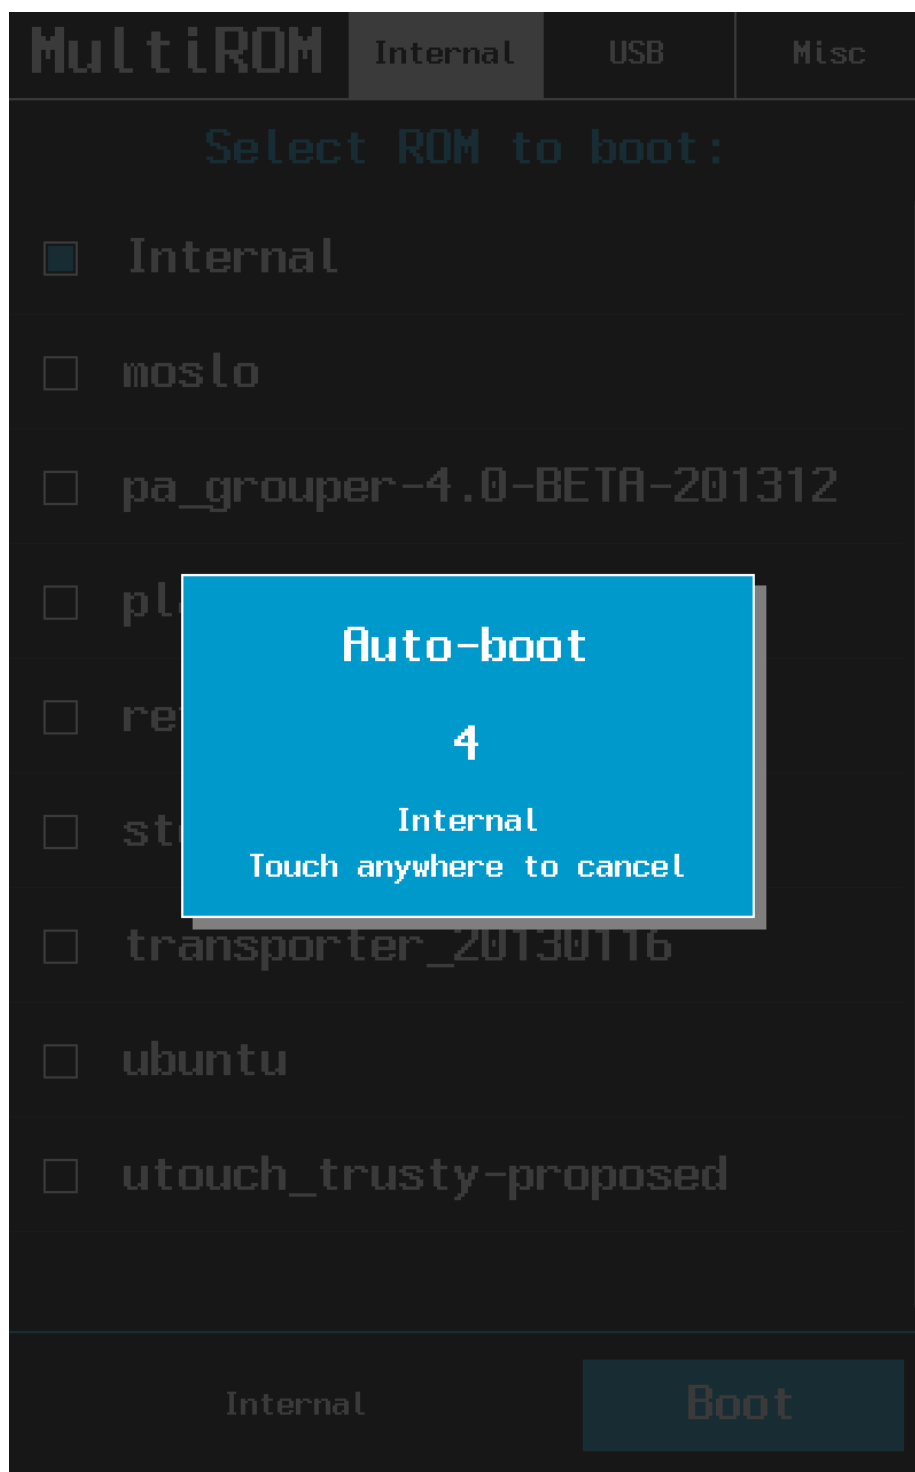 MultiROM Internal USB Misc
Select ROM to boot:
Internal
moslo
pa_grouper-4.0-BETA-201312
Auto-boot
4
Internal
Touch anywhere to cancel
transporter_20130116
ubuntu
utouch_trusty-proposed
Internal Boot